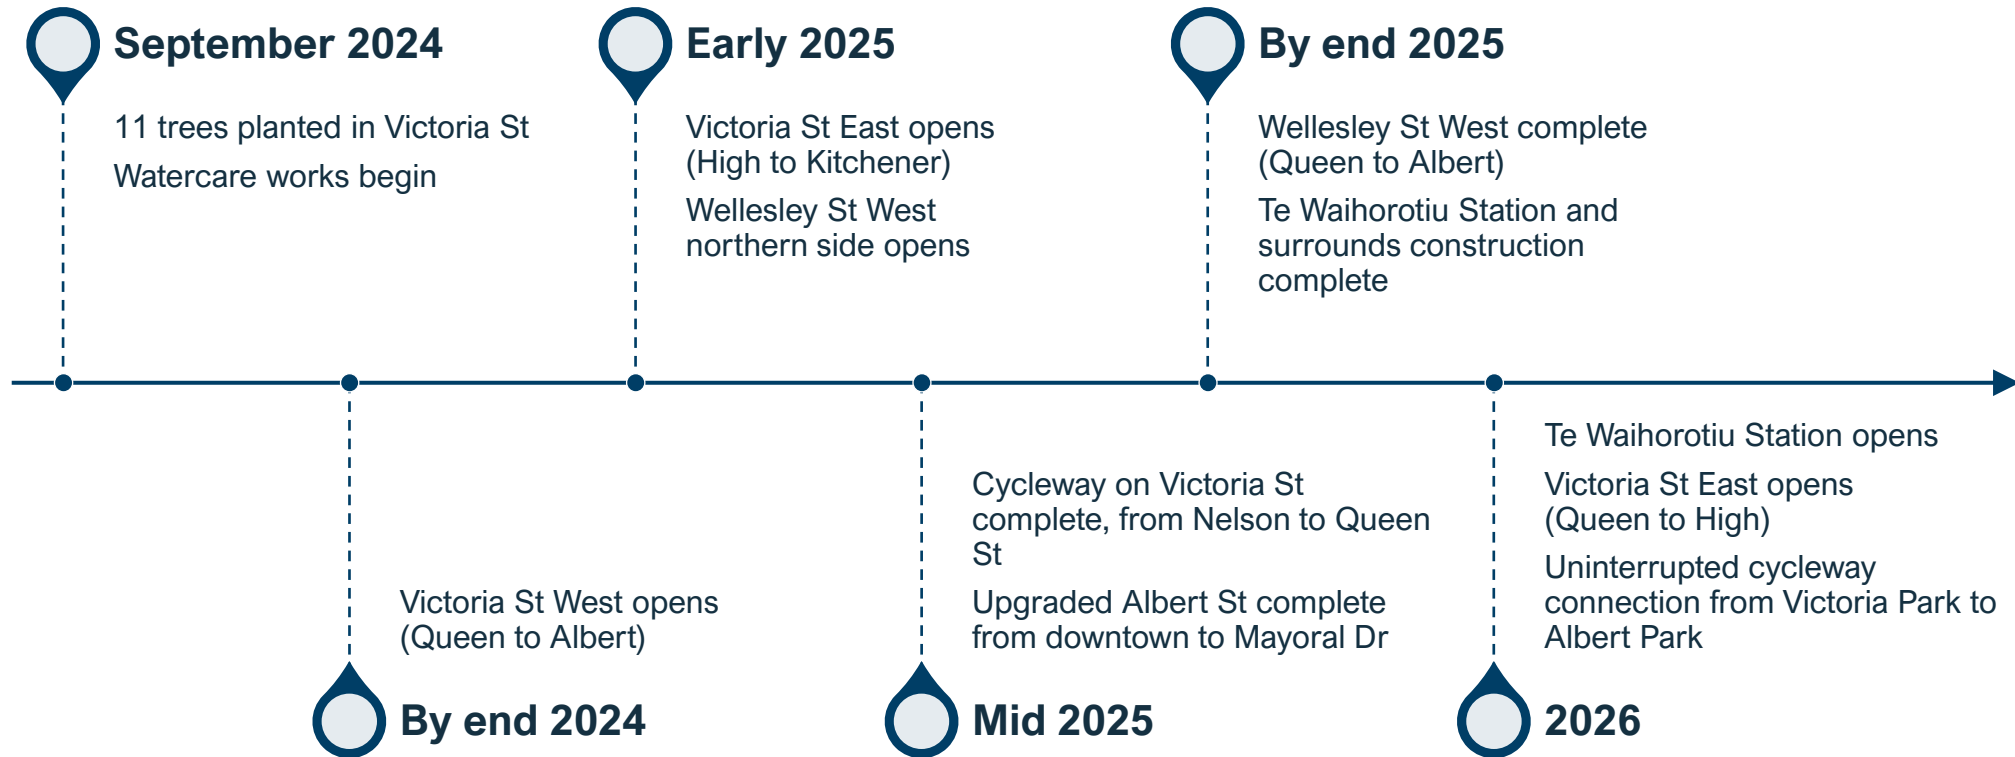 September 2024
11 trees planted in Victoria St
Watercare works begin
Early 2025
Victoria St East opens
(High to Kitchener)
Wellesley St West
northern side opens
By end 2025
Wellesley St West complete
(Queen to Albert)
Te Waihorotiu Station and
surrounds construction
complete
Victoria St West opens
(Queen to Albert)
By end 2024
Cycleway on Victoria St
complete, from Nelson to Queen
St
Upgraded Albert St complete
from downtown to Mayoral Dr
Mid 2025
Te Waihorotiu Station opens
Victoria St East opens
(Queen to High)
Uninterrupted cycleway
connection from Victoria Park to
Albert Park
2026